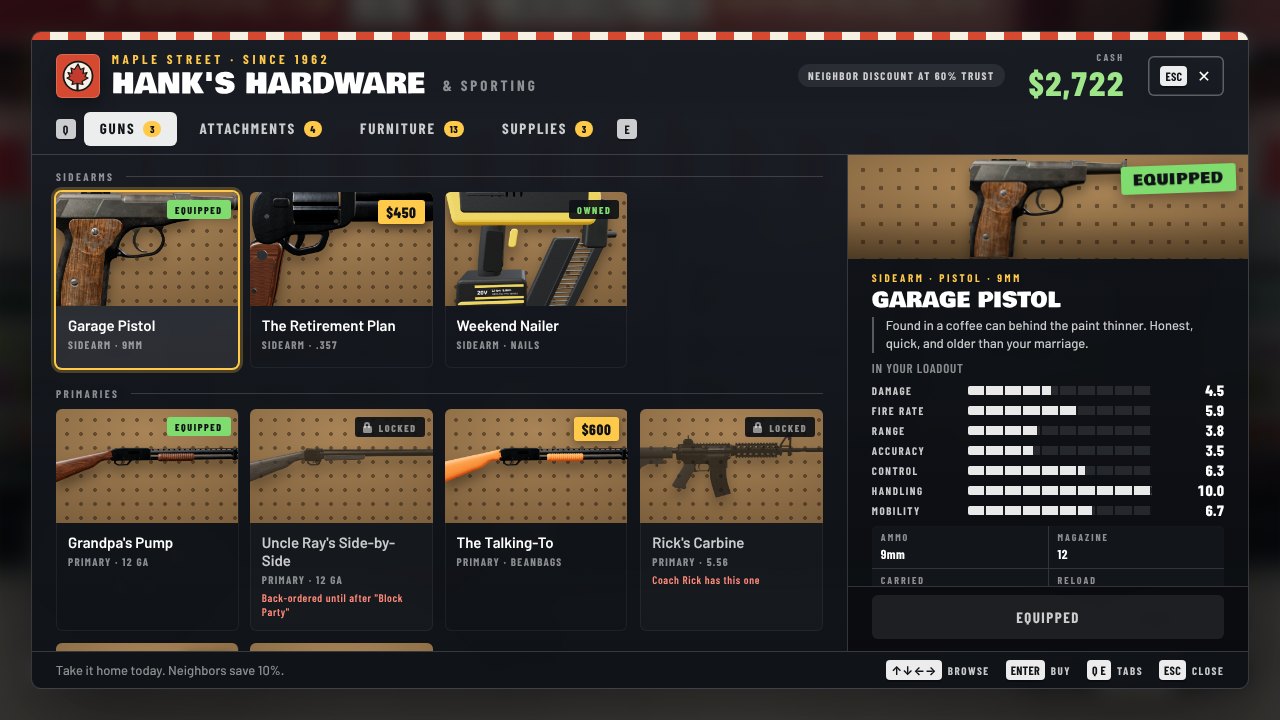 MAPLE STREET · SINCE 1962
HANK'S HARDWARE & SPORTING
NEIGHBOR DISCOUNT AT 60% TRUST
CASH
$2,722
ESC ×
Q GUNS 3 ATTACHMENTS 4 FURNITURE 13 SUPPLIES 3 E
SIDEARMS
EQUIPPED
Garage Pistol
SIDEARM · 9MM
$450
The Retirement Plan
SIDEARM · .357
OWNED
20V
Weekend Nailer
SIDEARM · NAILS
PRIMARIES
EQUIPPED
Grandpa's Pump
PRIMARY · 12 GA
LOCKED
Uncle Ray's Side-by-
Side
PRIMARY · 12 GA
Back-ordered until after "Block
Party"
$600
The Talking-To
PRIMARY · BEANBAGS
LOCKED
Rick's Carbine
PRIMARY · 5.56
Coach Rick has this one
EQUIPPED
SIDEARM · PISTOL · 9MM
GARAGE PISTOL
Found in a coffee can behind the paint thinner. Honest,
quick, and older than your marriage.
IN YOUR LOADOUT
DAMAGE 4.5
FIRE RATE 5.9
RANGE 3.8
ACCURACY 3.5
CONTROL 6.3
HANDLING 10.0
MOBILITY 6.7
AMMO
9mm
MAGAZINE
12
CARRIED
RELOAD
EQUIPPED
Take it home today. Neighbors save 10%.
↑↓←→ BROWSE ENTER BUY Q E TABS ESC CLOSE